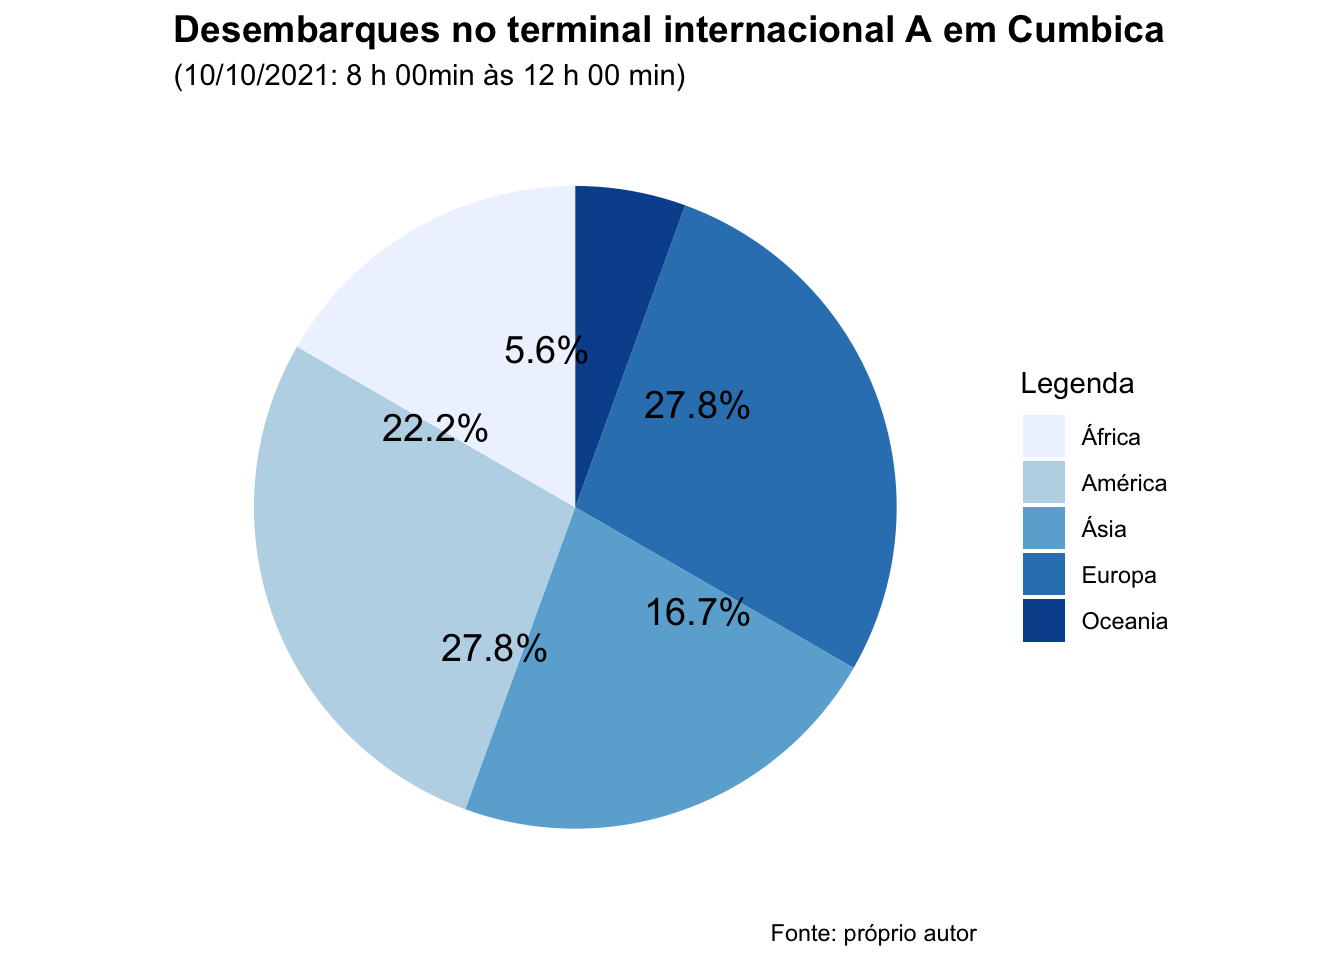 Desembarques no terminal internacional A em Cumbica
(10/10/2021: 8 h 00min às 12 h 00 min)
5.6%
27.8%
22.2%
16.7%
27.8%
Legenda
África
América
Ásia
Europa
Oceania
Fonte: próprio autor